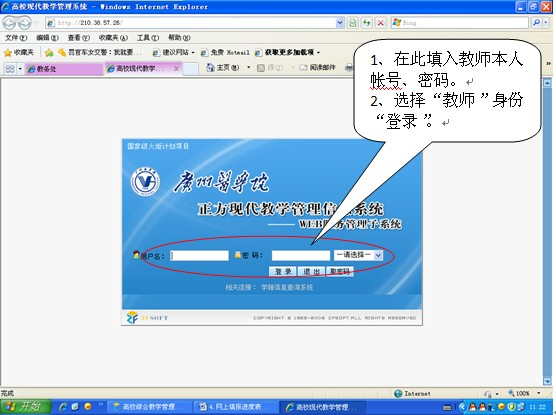 高校现代教学管理系统 - Windows Internet Explorer
http://210.38.57.26/
Bing
文件(F) 编辑(E) 查看(V) 收藏夹(A) 工具(T) 帮助(H)
收藏夹 建议网站 免费 Hotmail 获取更多加载项
教务处 高校现代教学... 主页(M) 阅读邮件
1、在此填入教师本人
帐号、密码。
2、选择“教师 ”身份
“登录 ”。
国家级火炬计划项目
廣州醫學院
正方现代教学管理信息系统
—— WEB服务管理子系统
用户名： 密 码： 一请选择一
登 录 退 出 取密码
相关连接： 学籍信息查询系统
ZFSOFT COPYRIGHT © 1999-2006 ZFSOFT.ALL RIGHTS RESERVED
完成 Internet 100%
开始 高校综合教学管理... 4.网上填报进度表... 高校现代教学管理... 11:22